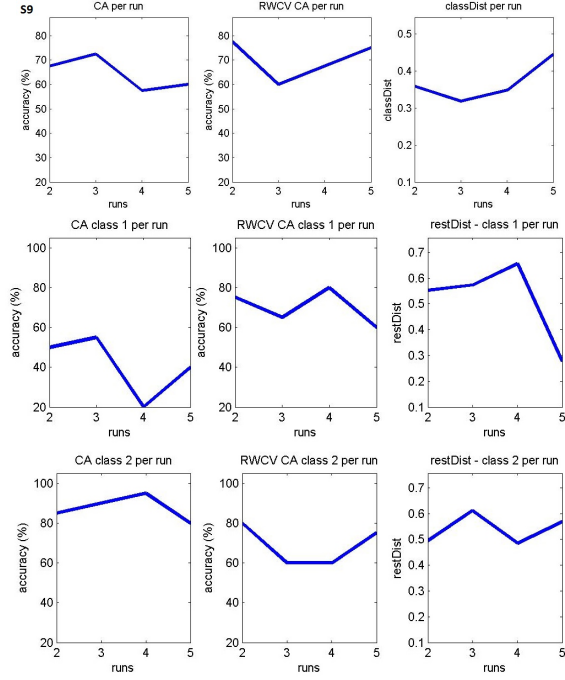 S9
CA per run
accuracy (%)
80
70
60
50
40
30
20
2 3 4 5
runs
RWCV CA per run
accuracy (%)
80
70
60
50
40
30
20
2 3 4 5
runs
classDist per run
classDist
0.5
0.4
0.3
0.2
0.1
2 3 4 5
runs
CA class 1 per run
accuracy (%)
100
80
60
40
20
2 3 4 5
runs
RWCV CA class 1 per run
accuracy (%)
100
80
60
40
20
2 3 4 5
runs
restDist - class 1 per run
restDist
0.7
0.6
0.5
0.4
0.3
0.2
0.1
2 3 4 5
runs
CA class 2 per run
accuracy (%)
100
80
60
40
20
2 3 4 5
runs
RWCV CA class 2 per run
accuracy (%)
100
80
60
40
20
2 3 4 5
runs
restDist - class 2 per run
restDist
0.7
0.6
0.5
0.4
0.3
0.2
0.1
2 3 4 5
runs